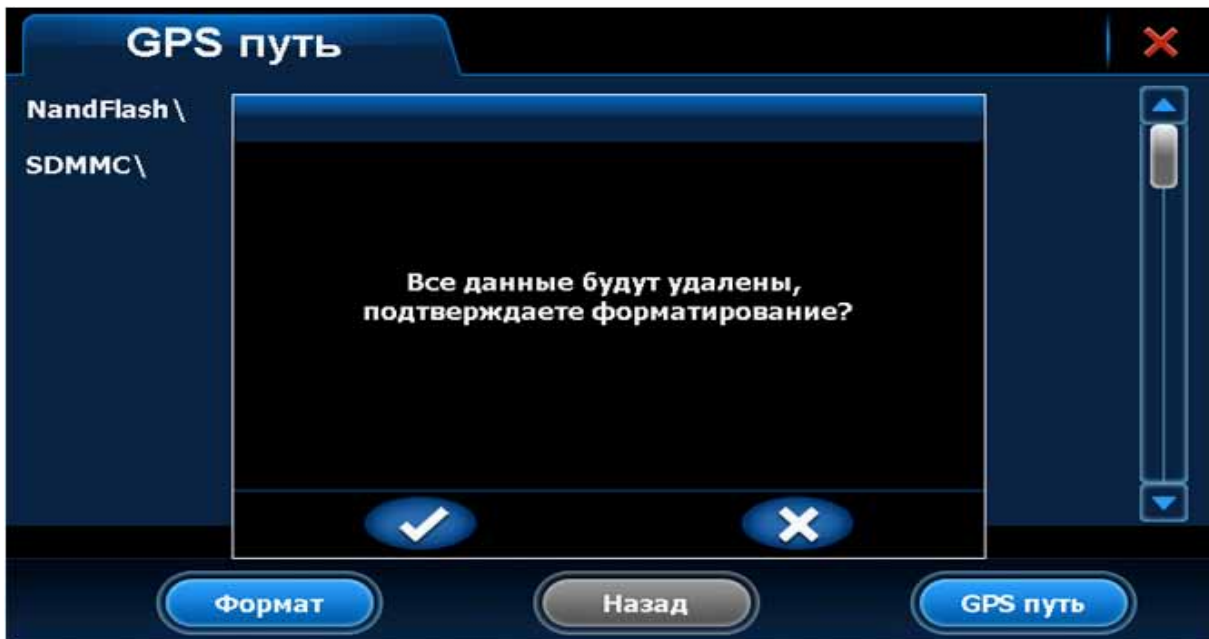 GPS путь
NandFlash\
SDMMC\
Все данные будут удалены,
подтверждаете форматирование?
Формат
Назад
GPS путь